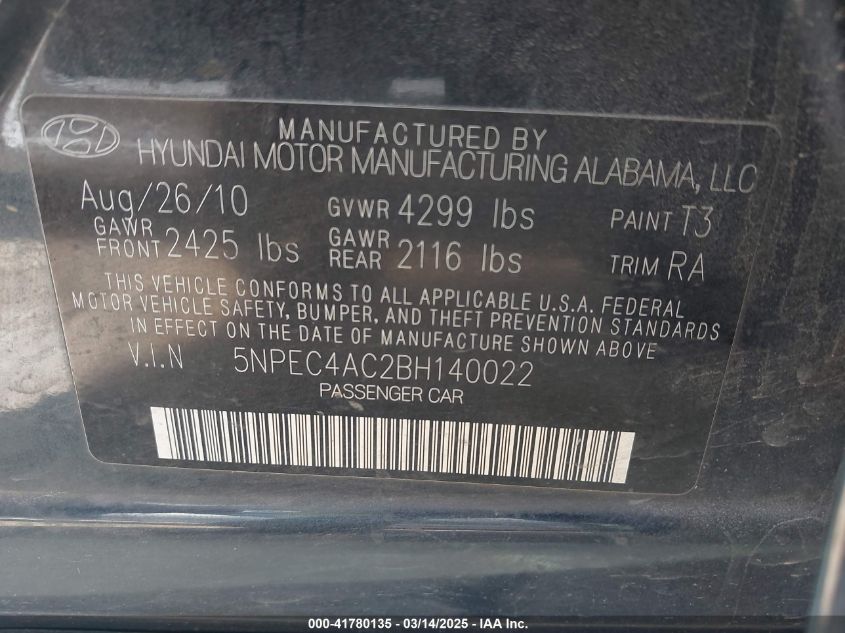 MANUFACTURED BY
HYUNDAI MOTOR MANUFACTURING ALABAMA, LLC
Aug/26/10 GVWR 4299 lbs PAINT T3
GAWR FRONT 2425 lbs GAWR REAR 2116 lbs TRIM RA
THIS VEHICLE CONFORMS TO ALL APPLICABLE U.S.A. FEDERAL
MOTOR VEHICLE SAFETY, BUMPER, AND THEFT PREVENTION STANDARDS
IN EFFECT ON THE DATE OF MANUFACTURE SHOWN ABOVE
V.I.N 5NPEC4AC2BH140022
PASSENGER CAR
000-41780135 - 03/14/2025 - IAA Inc.